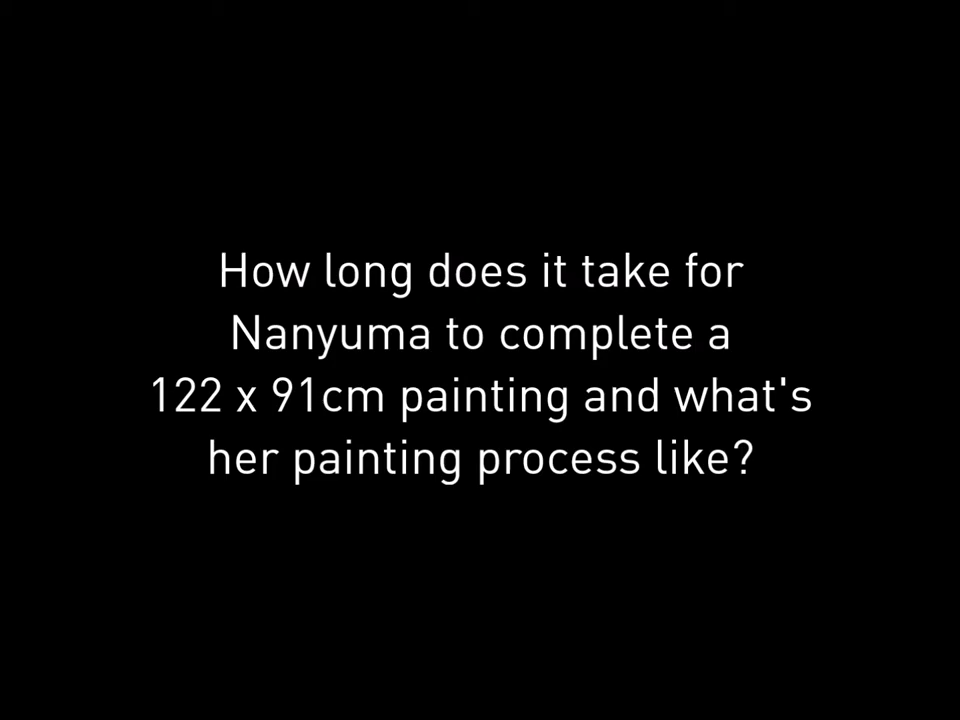 How long does it take for
Nanyuma to complete a
122 x 91cm painting and what's
her painting process like?